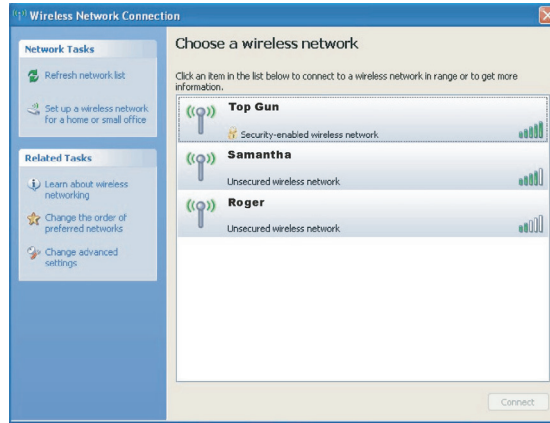 Wireless Network Connection
Network Tasks
Refresh network list
Set up a wireless network
for a home or small office
Related Tasks
Learn about wireless
networking
Change the order of
preferred networks
Change advanced
settings
Choose a wireless network
Click an item in the list below to connect to a wireless network in range or to get more
information.
Top Gun
Security-enabled wireless network
Samantha
Unsecured wireless network
Roger
Unsecured wireless network
Connect